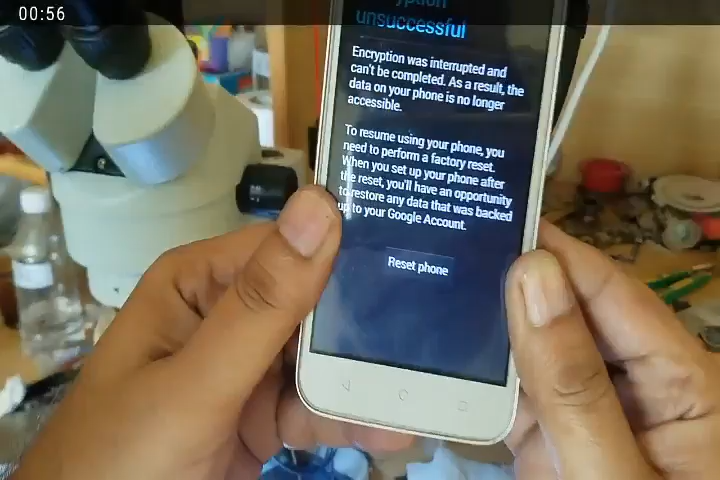 00:56
unsuccessful
Encryption was interrupted and
can't be completed. As a result, the
data on your phone is no longer
accessible.
To resume using your phone, you
need to perform a factory reset.
When you set up your phone after
the reset, you'll have an opportunity
to restore any data that was backed
up to your Google Account.
Reset phone